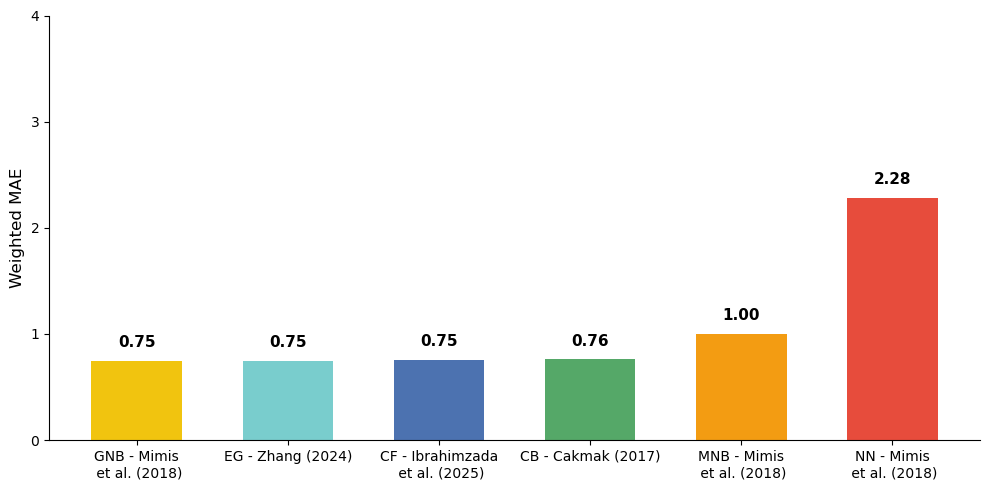 Weighted MAE
4
3
2
1
0
0.75
0.75
0.75
0.76
1.00
2.28
GNB - Mimis
et al. (2018)
EG - Zhang (2024)
CF - Ibrahimzada
et al. (2025)
CB - Cakmak (2017)
MNB - Mimis
et al. (2018)
NN - Mimis
et al. (2018)